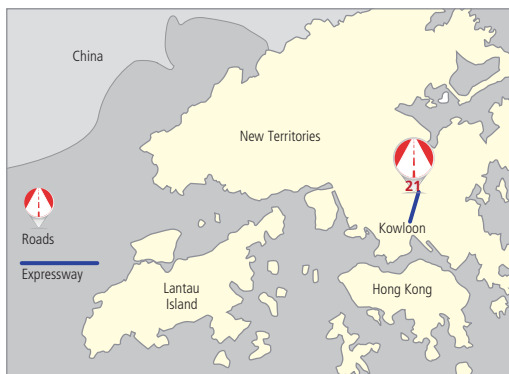 China
New Territories
21
Roads
Kowloon
Expressway
Lantau
Island
Hong Kong